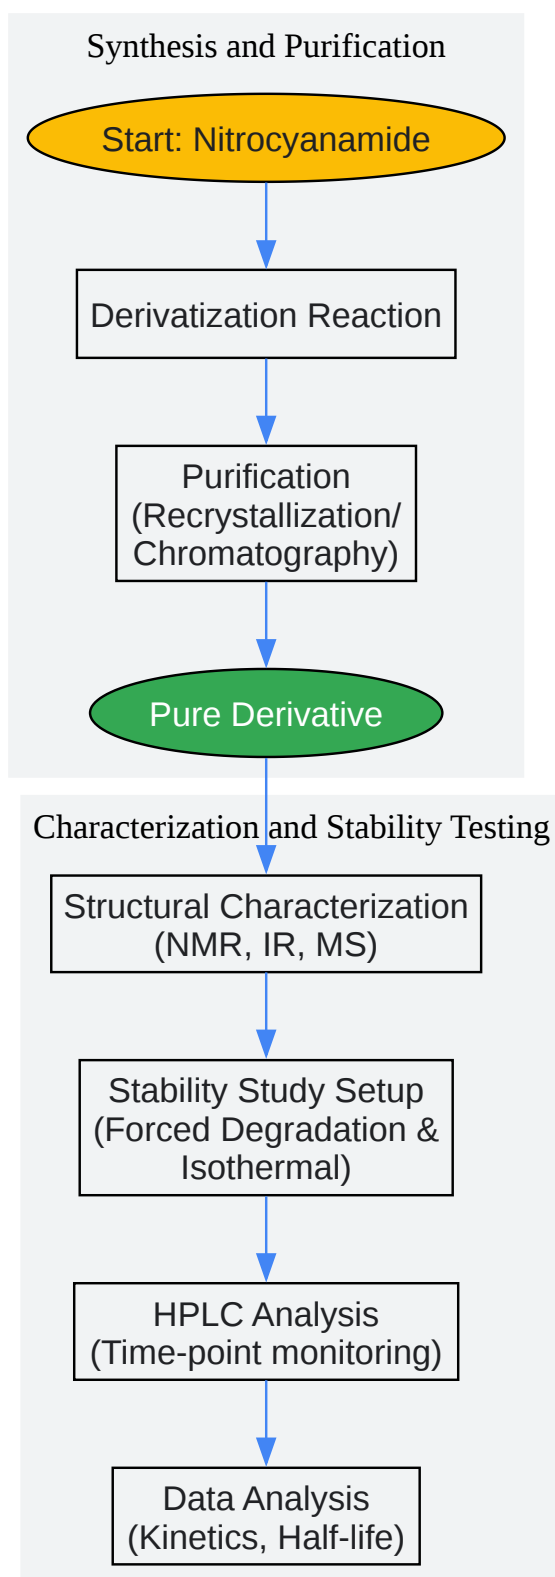 Synthesis and Purification
Start: Nitrocyanamide
Derivatization Reaction
Purification
(Recrystallization/
Chromatography)
Pure Derivative
Characterization and Stability Testing
Structural Characterization
(NMR, IR, MS)
Stability Study Setup
(Forced Degradation &
Isothermal)
HPLC Analysis
(Time-point monitoring)
Data Analysis
(Kinetics, Half-life)